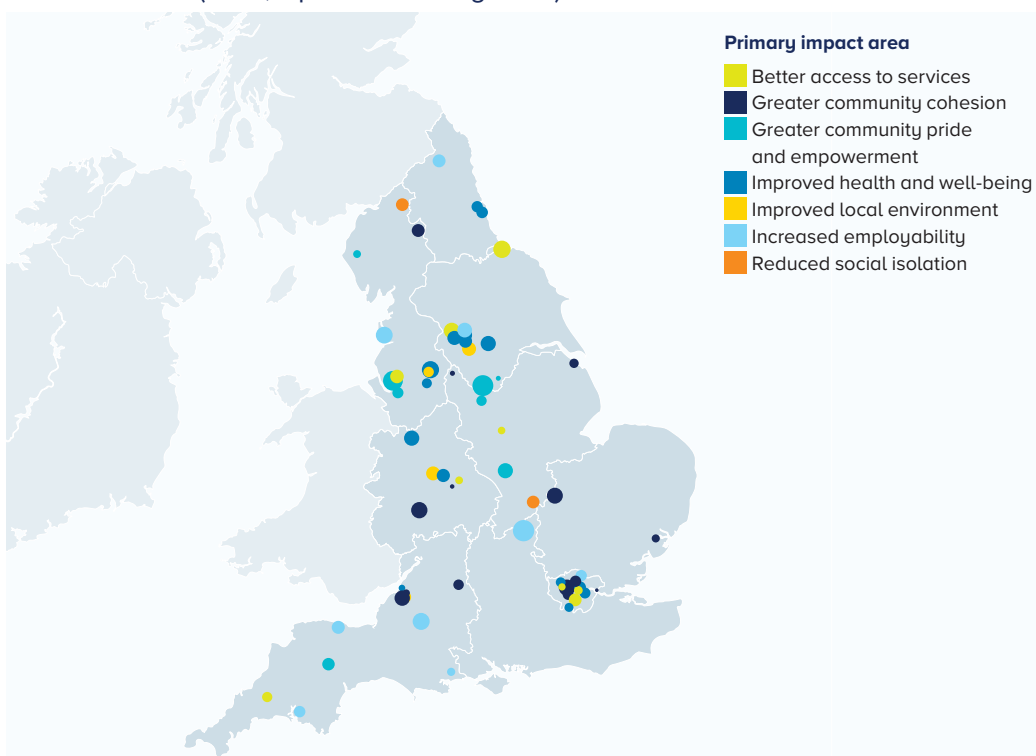 Primary impact area
Better access to services
Greater community cohesion
Greater community pride
and empowerment
Improved health and well-being
Improved local environment
Increased employability
Reduced social isolation